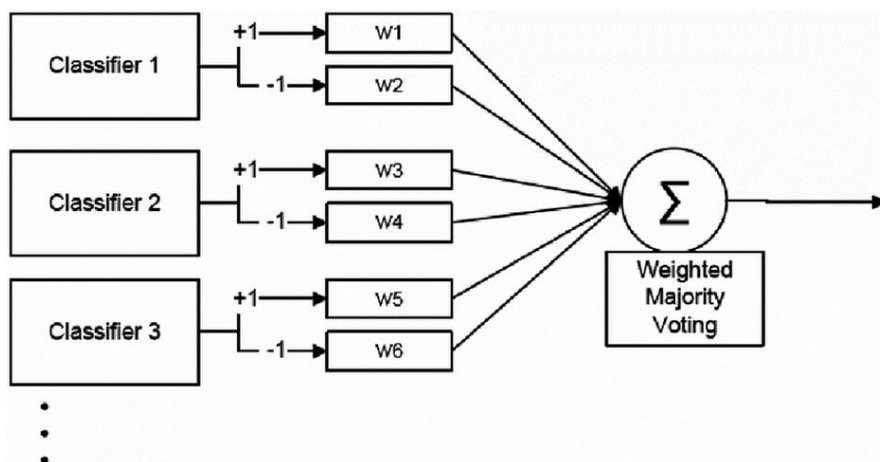 Classifier 1
+1
W1
-1
W2
Classifier 2
+1
W3
-1
W4
Classifier 3
+1
W5
-1
W6
Σ
Weighted
Majority
Voting